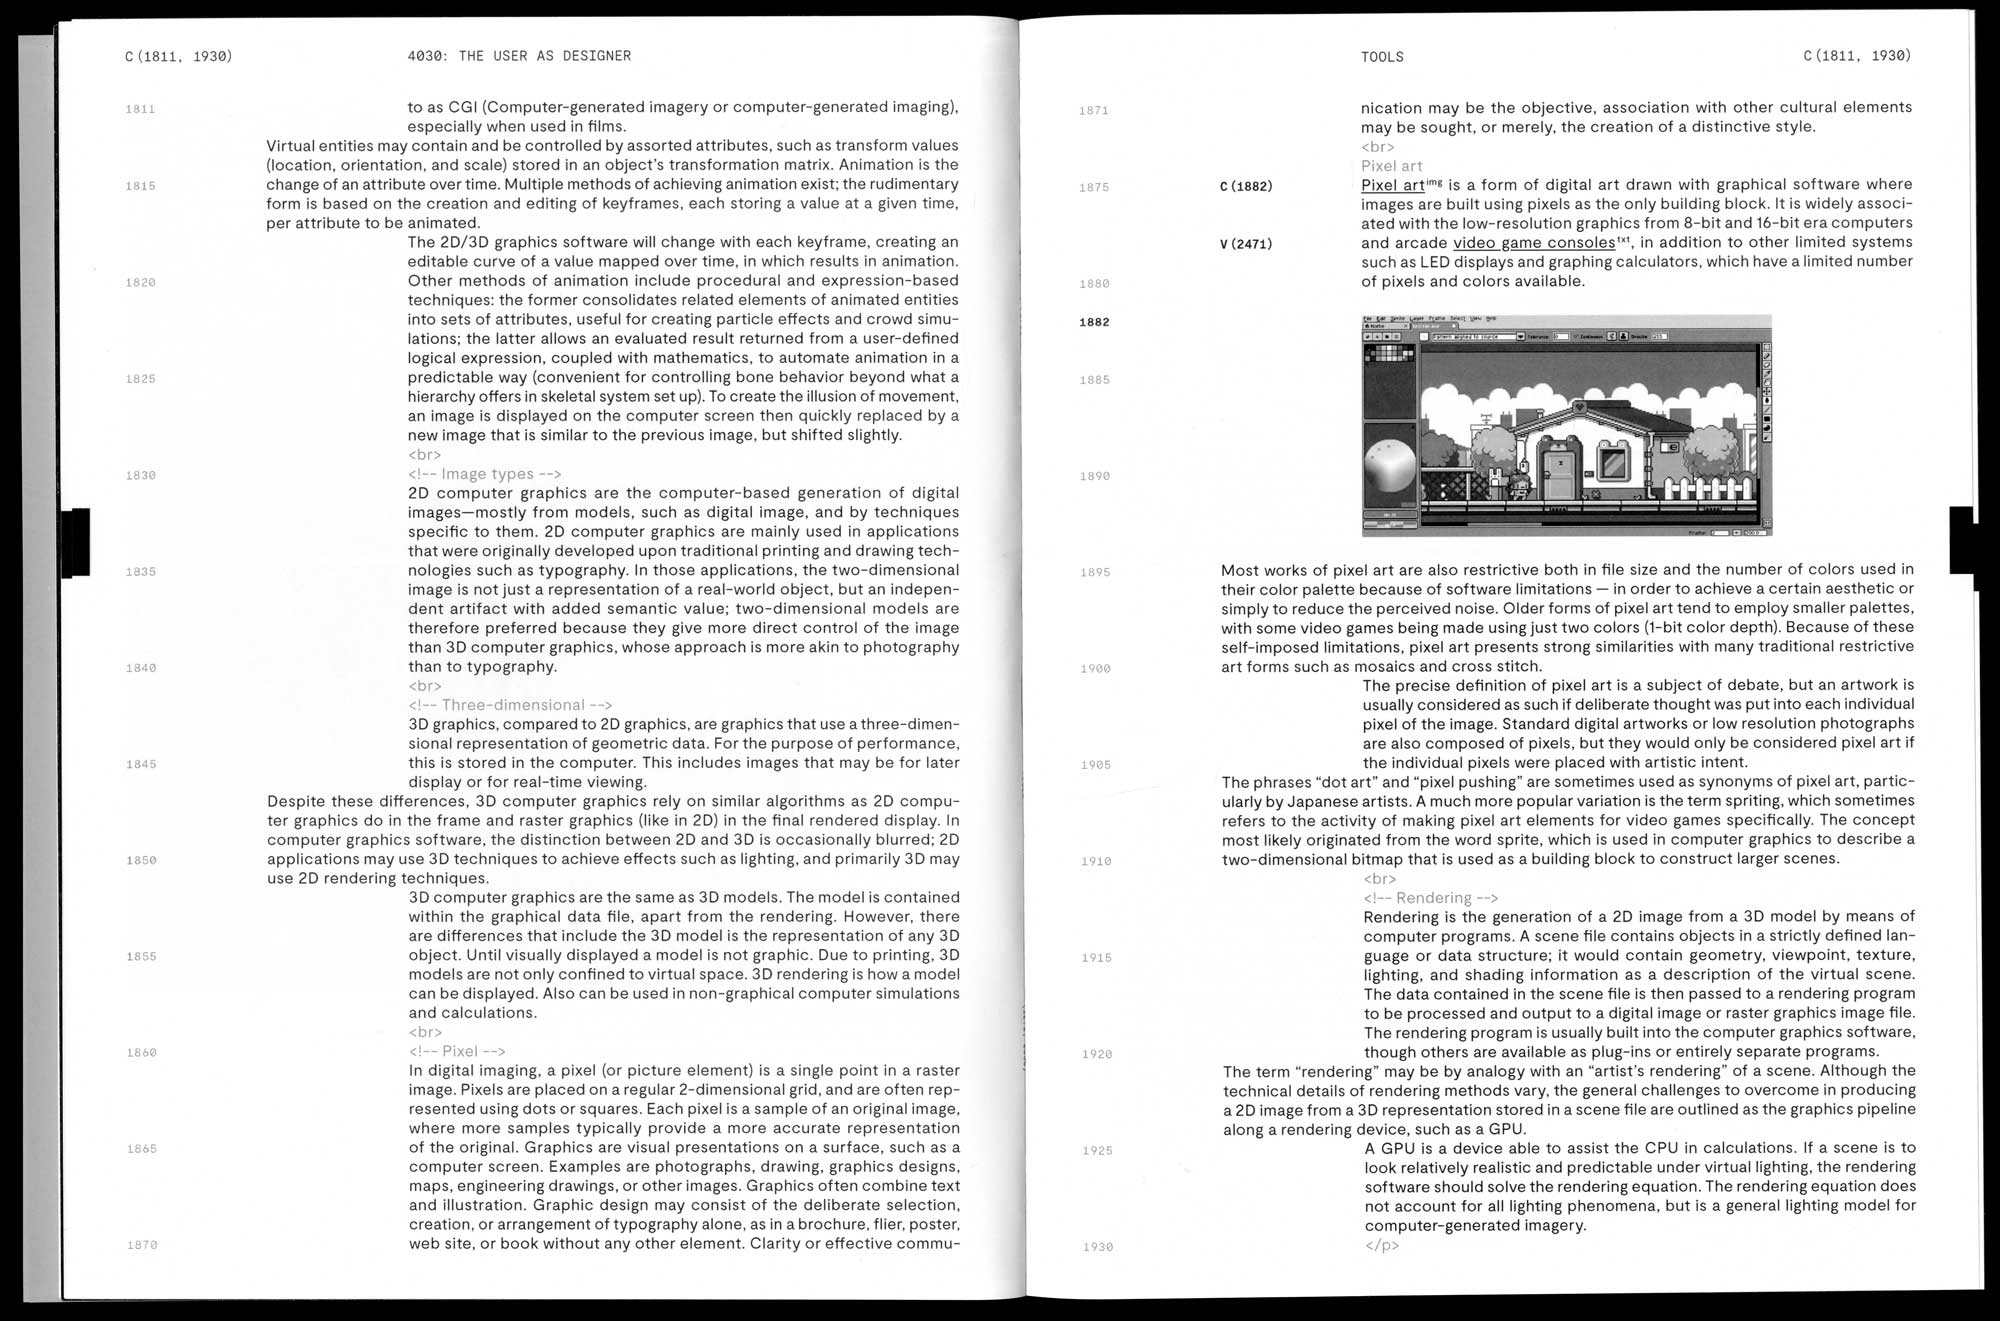 C (1811, 1930)
4030: THE USER AS DESIGNER
1811
to as CGI (Computer-generated imagery or computer-generated imaging),
especially when used in films.
Virtual entities may contain and be controlled by assorted attributes, such as transform values
(location, orientation, and scale) stored in an object's transformation matrix. Animation is the
1815
change of an attribute over time. Multiple methods of achieving animation exist; the rudimentary
form is based on the creation and editing of keyframes, each storing a value at a given time,
per attribute to be animated.
The 2D/3D graphics software will change with each keyframe, creating an
editable curve of a value mapped over time, in which results in animation.
1820
Other methods of animation include procedural and expression-based
techniques: the former consolidates related elements of animated entities
into sets of attributes, useful for creating particle effects and crowd simu-
lations; the latter allows an evaluated result returned from a user-defined
logical expression, coupled with mathematics, to automate animation in a
1825
predictable way (convenient for controlling bone behavior beyond what a
hierarchy offers in skeletal system set up). To create the illusion of movement,
an image is displayed on the computer screen then quickly replaced by a
new image that is similar to the previous image, but shifted slightly.
<br>
1830
<!-- Image types -->
2D computer graphics are the computer-based generation of digital
images—mostly from models, such as digital image, and by techniques
specific to them. 2D computer graphics are mainly used in applications
that were originally developed upon traditional printing and drawing tech-
1835
nologies such as typography. In those applications, the two-dimensional
image is not just a representation of a real-world object, but an indepen-
dent artifact with added semantic value; two-dimensional models are
therefore preferred because they give more direct control of the image
than 3D computer graphics, whose approach is more akin to photography
1840
than to typography.
<br>
<!-- Three-dimensional -->
3D graphics, compared to 2D graphics, are graphics that use a three-dimen-
sional representation of geometric data. For the purpose of performance,
1845
this is stored in the computer. This includes images that may be for later
display or for real-time viewing.
Despite these differences, 3D computer graphics rely on similar algorithms as 2D compu-
ter graphics do in the frame and raster graphics (like in 2D) in the final rendered display. In
computer graphics software, the distinction between 2D and 3D is occasionally blurred; 2D
1850
applications may use 3D techniques to achieve effects such as lighting, and primarily 3D may
use 2D rendering techniques.
3D computer graphics are the same as 3D models. The model is contained
within the graphical data file, apart from the rendering. However, there
are differences that include the 3D model is the representation of any 3D
1855
object. Until visually displayed a model is not graphic. Due to printing, 3D
models are not only confined to virtual space. 3D rendering is how a model
can be displayed. Also can be used in non-graphical computer simulations
and calculations.
<br>
1860
<!-- Pixel -->
In digital imaging, a pixel (or picture element) is a single point in a raster
image. Pixels are placed on a regular 2-dimensional grid, and are often rep-
resented using dots or squares. Each pixel is a sample of an original image,
where more samples typically provide a more accurate representation
1865
of the original. Graphics are visual presentations on a surface, such as a
computer screen. Examples are photographs, drawing, graphics designs,
maps, engineering drawings, or other images. Graphics often combine text
and illustration. Graphic design may consist of the deliberate selection,
creation, or arrangement of typography alone, as in a brochure, flier, poster,
1870
web site, or book without any other element. Clarity or effective commu-
TOOLS
C (1811, 1930)
1871
nication may be the objective, association with other cultural elements
may be sought, or merely, the creation of a distinctive style.
<br>
Pixel art
1875
C (1882)
Pixel art img is a form of digital art drawn with graphical software where
images are built using pixels as the only building block. It is widely associ-
ated with the low-resolution graphics from 8-bit and 16-bit era computers
V (2471)
and arcade video game consoles txt, in addition to other limited systems
such as LED displays and graphing calculators, which have a limited number
1880
of pixels and colors available.
1882
File Edit Sprite Layer Frame Select View Help
Home
Pattern aligned to source
Tolerance:
Contiguous
Opacity
1885
1890
Frame:
1895
Most works of pixel art are also restrictive both in file size and the number of colors used in
their color palette because of software limitations — in order to achieve a certain aesthetic or
simply to reduce the perceived noise. Older forms of pixel art tend to employ smaller palettes,
with some video games being made using just two colors (1-bit color depth). Because of these
self-imposed limitations, pixel art presents strong similarities with many traditional restrictive
1900
art forms such as mosaics and cross stitch.
The precise definition of pixel art is a subject of debate, but an artwork is
usually considered as such if deliberate thought was put into each individual
pixel of the image. Standard digital artworks or low resolution photographs
are also composed of pixels, but they would only be considered pixel art if
1905
the individual pixels were placed with artistic intent.
The phrases “dot art” and “pixel pushing” are sometimes used as synonyms of pixel art, partic-
ularly by Japanese artists. A much more popular variation is the term spriting, which sometimes
refers to the activity of making pixel art elements for video games specifically. The concept
most likely originated from the word sprite, which is used in computer graphics to describe a
1910
two-dimensional bitmap that is used as a building block to construct larger scenes.
<br>
<!-- Rendering -->
Rendering is the generation of a 2D image from a 3D model by means of
computer programs. A scene file contains objects in a strictly defined lan-
1915
guage or data structure; it would contain geometry, viewpoint, texture,
lighting, and shading information as a description of the virtual scene.
The data contained in the scene file is then passed to a rendering program
to be processed and output to a digital image or raster graphics image file.
The rendering program is usually built into the computer graphics software,
1920
though others are available as plug-ins or entirely separate programs.
The term “rendering” may be by analogy with an “artist's rendering” of a scene. Although the
technical details of rendering methods vary, the general challenges to overcome in producing
a 2D image from a 3D representation stored in a scene file are outlined as the graphics pipeline
along a rendering device, such as a GPU.
1925
A GPU is a device able to assist the CPU in calculations. If a scene is to
look relatively realistic and predictable under virtual lighting, the rendering
software should solve the rendering equation. The rendering equation does
not account for all lighting phenomena, but is a general lighting model for
computer-generated imagery.
1930
</p>